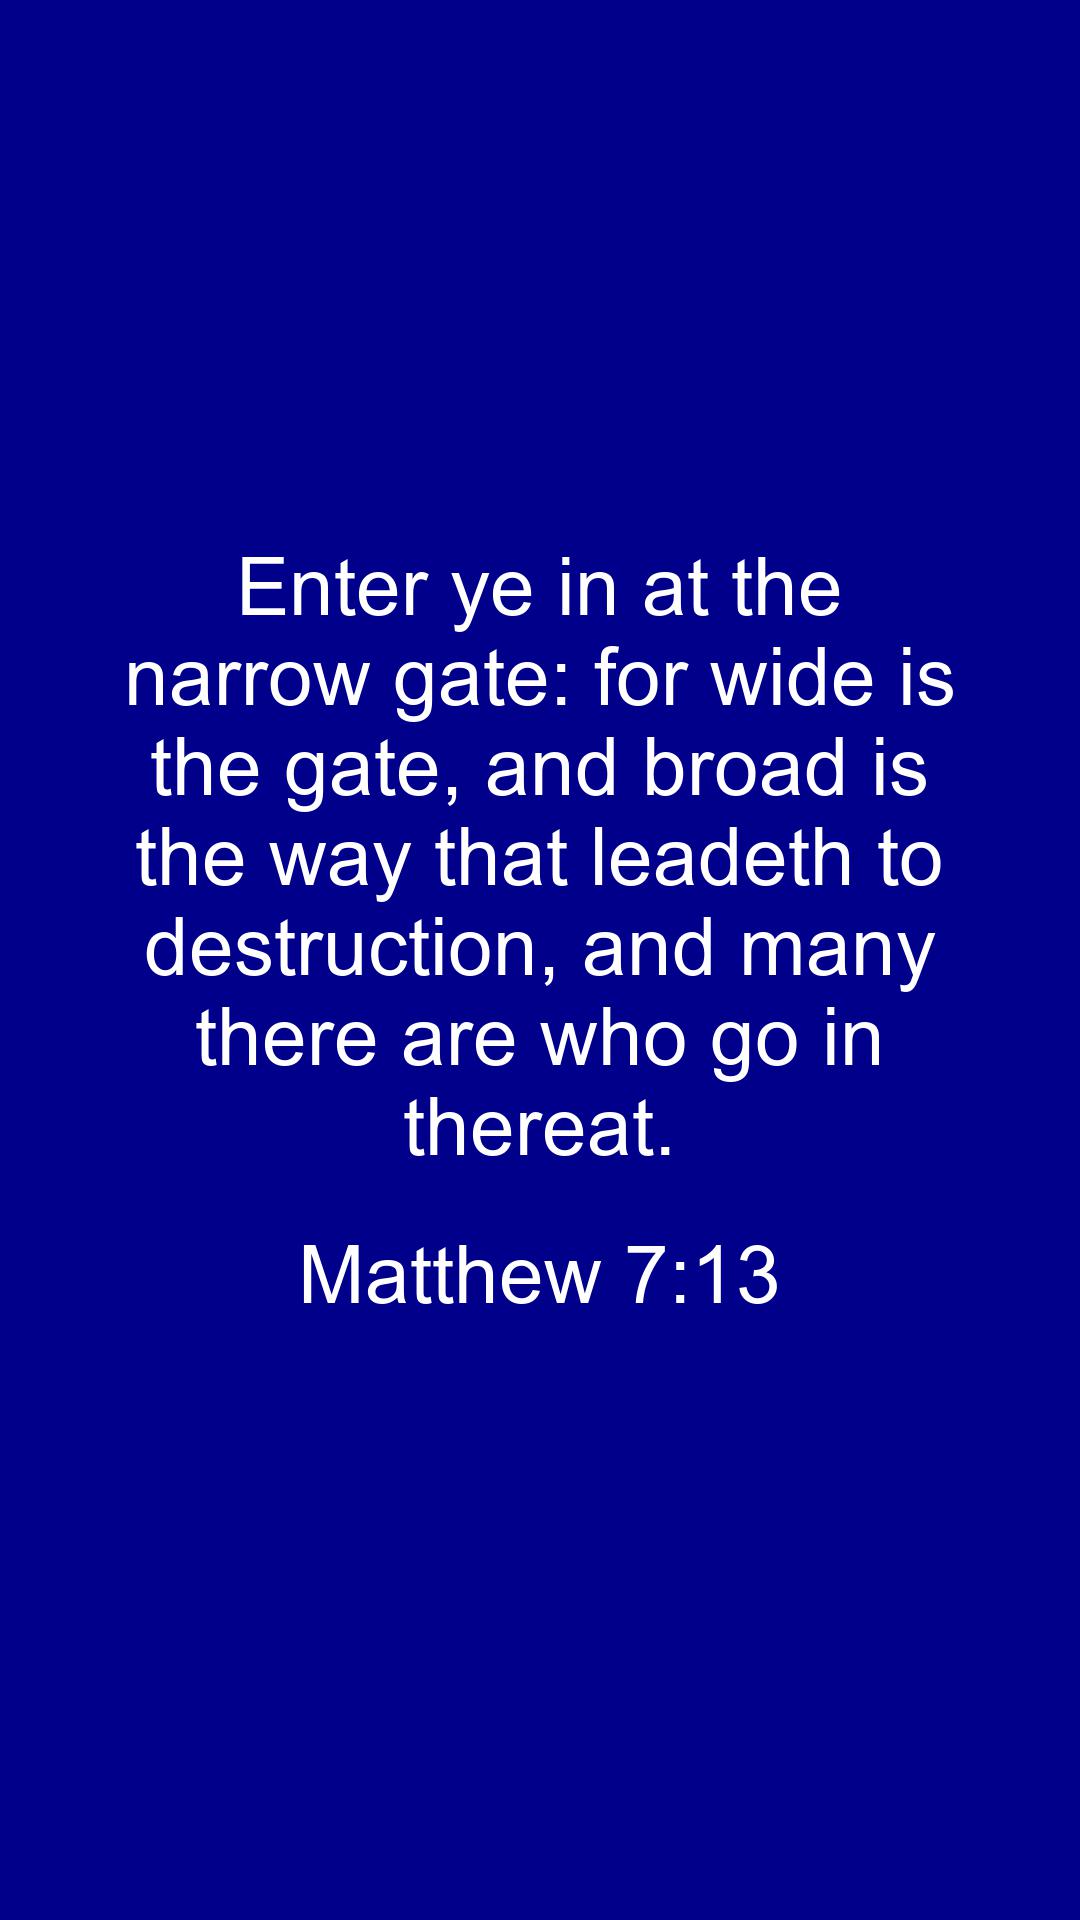 Enter ye in at the
narrow gate: for wide is
the gate, and broad is
the way that leadeth to
destruction, and many
there are who go in
thereat.
Matthew 7:13